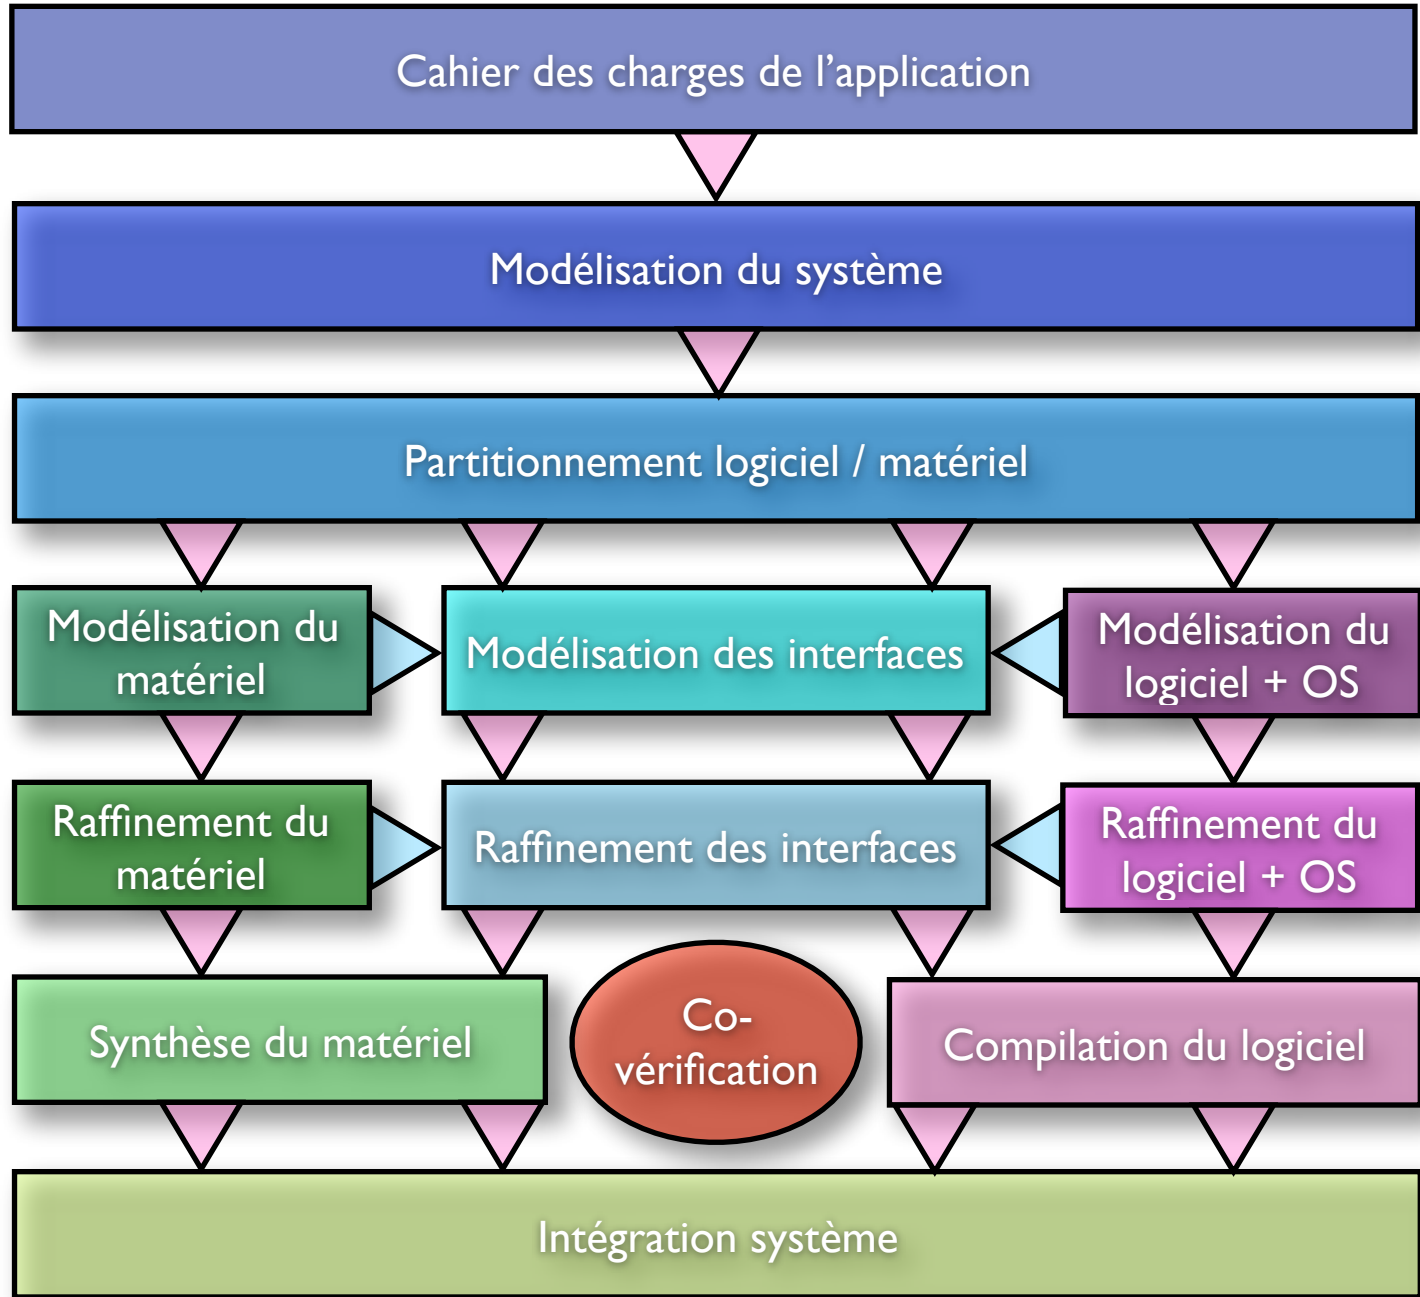 Cahier des charges de l’application
Modélisation du système
Partitionnement logiciel / matériel
Modélisation du
matériel
Modélisation des interfaces
Modélisation du
logiciel + OS
Raffinement du
matériel
Raffinement des interfaces
Raffinement du
logiciel + OS
Synthèse du matériel
Co-
vérification
Compilation du logiciel
Intégration système